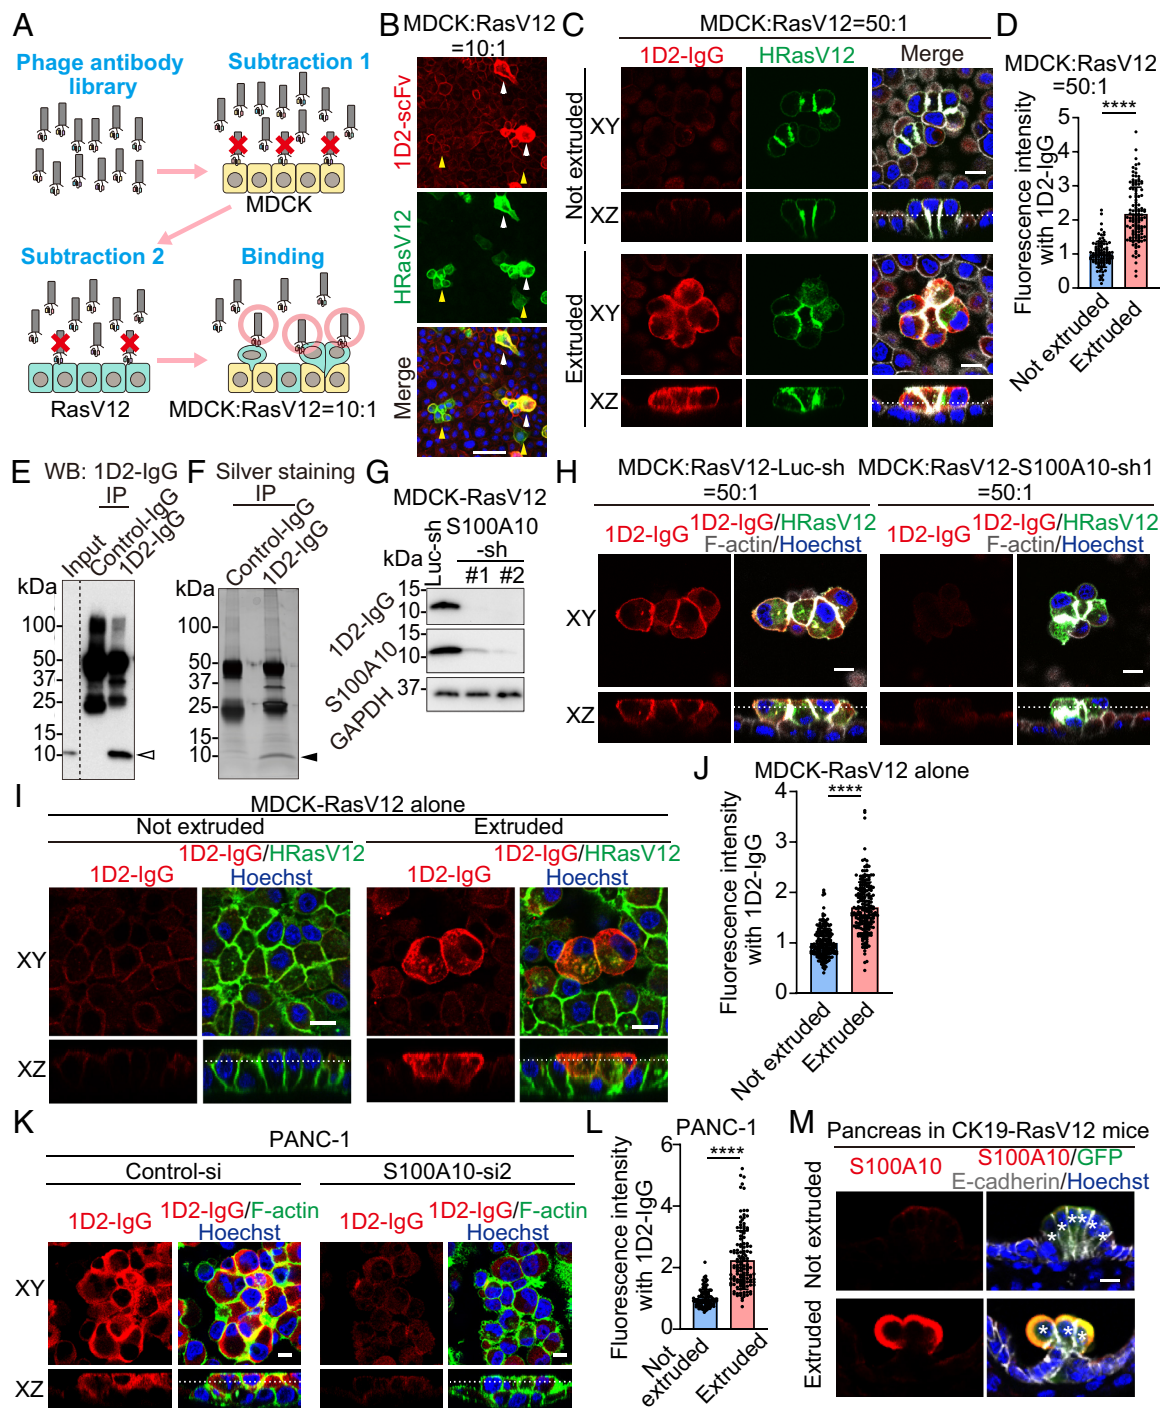 A
Phage antibody
library
Subtraction 1
MDCK
Subtraction 2
Binding
RasV12
MDCK:RasV12=10:1
B
MDCK:RasV12
=10:1
1D2-scFv
HRasV12
Merge
C
MDCK:RasV12=50:1
1D2-IgG
HRasV12
Merge
Not extruded
XY
XZ
Extruded
XY
XZ
D
MDCK:RasV12
=50:1
****
Fluorescence intensity
with 1D2-IgG
5
4
3
2
1
0
Not extruded
Extruded
E
WB: 1D2-IgG
IP
Input
Control-IgG
1D2-IgG
kDa
100
50
37
25
15
10
F
Silver staining
IP
Control-IgG
1D2-IgG
kDa
100
50
37
25
15
10
G
MDCK-RasV12
Luc-sh
S100A10
-sh
kDa
#1
#2
15
10
1D2-IgG
15
10
S100A10
37
GAPDH
H
MDCK:RasV12-Luc-sh
=50:1
MDCK:RasV12-S100A10-sh1
=50:1
1D2-IgG
1D2-IgG/HRasV12
F-actin/Hoechst
1D2-IgG
1D2-IgG/HRasV12
F-actin/Hoechst
XY
XZ
I
MDCK-RasV12 alone
Not extruded
Extruded
1D2-IgG
1D2-IgG/HRasV12
Hoechst
1D2-IgG
1D2-IgG/HRasV12
Hoechst
XY
XZ
J
MDCK-RasV12 alone
****
Fluorescence intensity
with 1D2-IgG
4
3
2
1
0
Not extruded
Extruded
K
PANC-1
Control-si
S100A10-si2
1D2-IgG
1D2-IgG/F-actin
Hoechst
1D2-IgG
1D2-IgG/F-actin
Hoechst
XY
XZ
L
PANC-1
****
Fluorescence intensity
with 1D2-IgG
6
4
2
0
Not
extruded
Extruded
M
Pancreas in CK19-RasV12 mice
S100A10
S100A10/GFP
E-cadherin/Hoechst
Not extruded
* * * * * *
Extruded
* * *